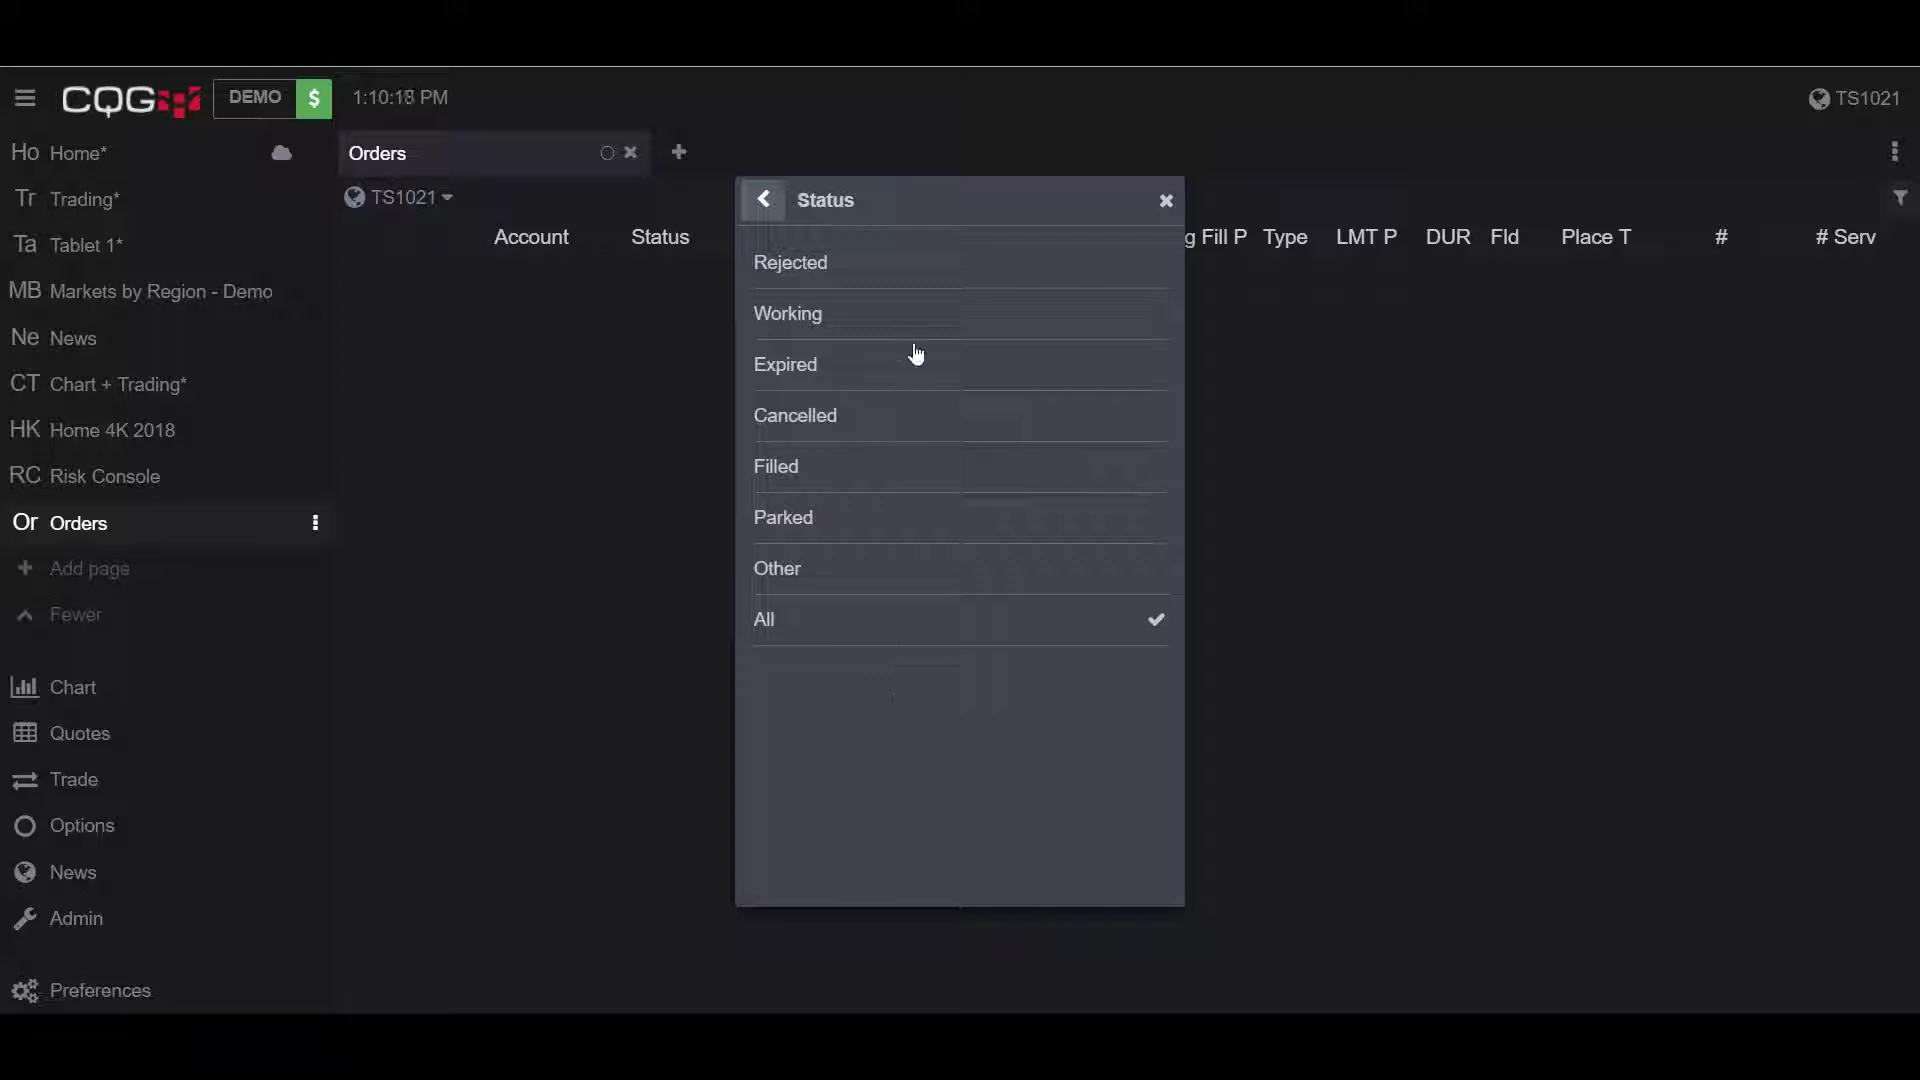 CQG DEMO $ 1:10:18 PM TS1021
Ho Home*
Tr Trading*
Ta Tablet 1*
MB Markets by Region - Demo
Ne News
CT Chart + Trading*
HK Home 4K 2018
RC Risk Console
Or Orders
+ Add page
Fewer
Chart
Quotes
Trade
Options
News
Admin
Preferences
Orders
TS1021
Account Status g Fill P Type LMT P DUR Fld Place T # # Serv
Status
Rejected
Working
Expired
Cancelled
Filled
Parked
Other
All